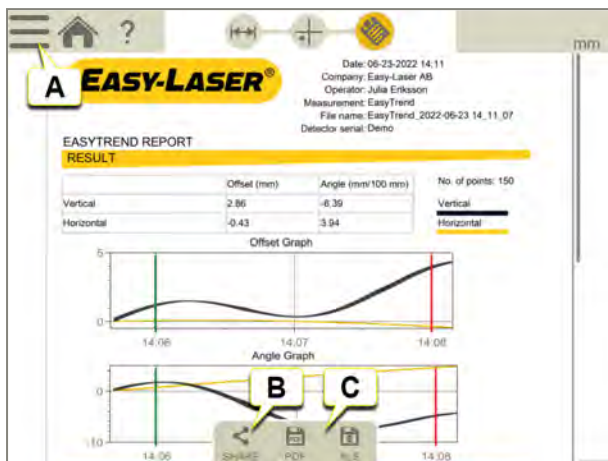 ?
mm
A
EASY-LASER®
Date: 06-23-2022 14:11
Company: Easy-Laser AB
Operator: Julia Eriksson
Measurement: EasyTrend
File name: EasyTrend_2022-06-23 14_11_07
Detector serial: Demo
EASYTREND REPORT
RESULT
Offset (mm) Angle (mm/100 mm) No. of points: 150
Vertical 2.86 -6.39 Vertical
Horizontal -0.43 3.94 Horizontal
Offset Graph
5
0
14:06 14:07 14:08
Angle Graph
B C
0
-10
14:06 SHARE PDF XLS 14:08